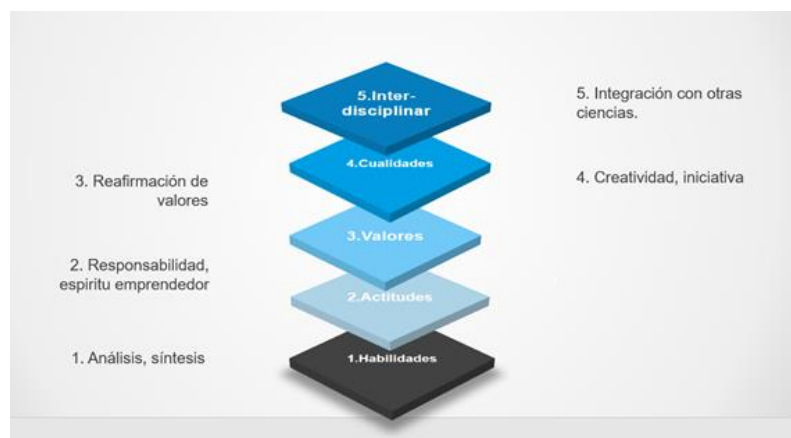 5.Inter-
disciplinar
4.Cualidades
3.Valores
2.Actitudes
1.Habilidades
3. Reafirmación de
valores
2. Responsabilidad,
espiritu emprendedor
1. Análisis, síntesis
5. Integración con otras
ciencias.
4. Creatividad, iniciativa